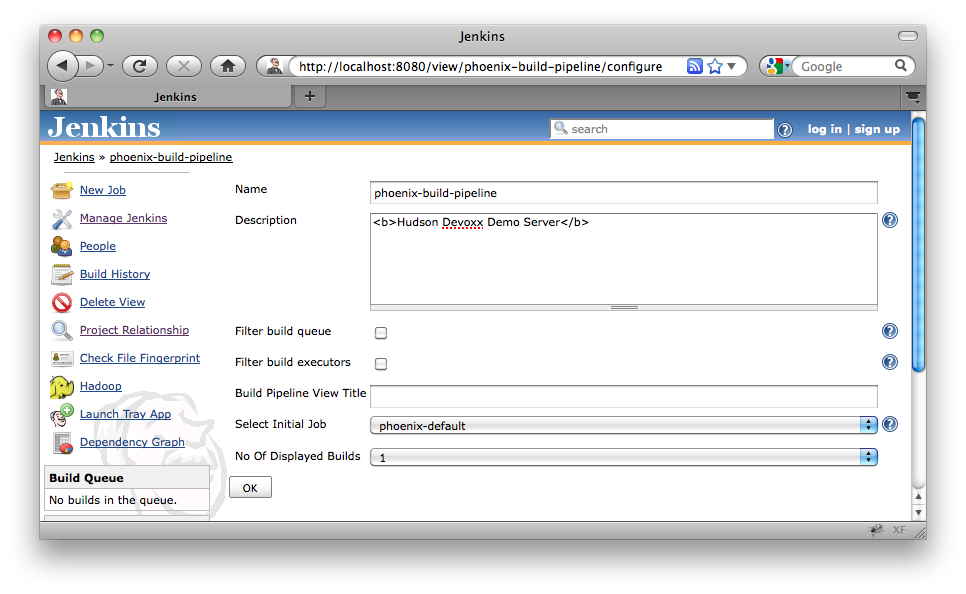 Jenkins
http://localhost:8080/view/phoenix-build-pipeline/configure
Google
Jenkins
+
Jenkins
search
log in | sign up
Jenkins » phoenix-build-pipeline
New Job
Manage Jenkins
People
Build History
Delete View
Project Relationship
Check File Fingerprint
Hadoop
Launch Tray App
Dependency Graph
Build Queue
No builds in the queue.
Name
phoenix-build-pipeline
Description
<b>Hudson Devoxx Demo Server</b>
Filter build queue
Filter build executors
Build Pipeline View Title
Select Initial Job
phoenix-default
No Of Displayed Builds
1
OK
XF